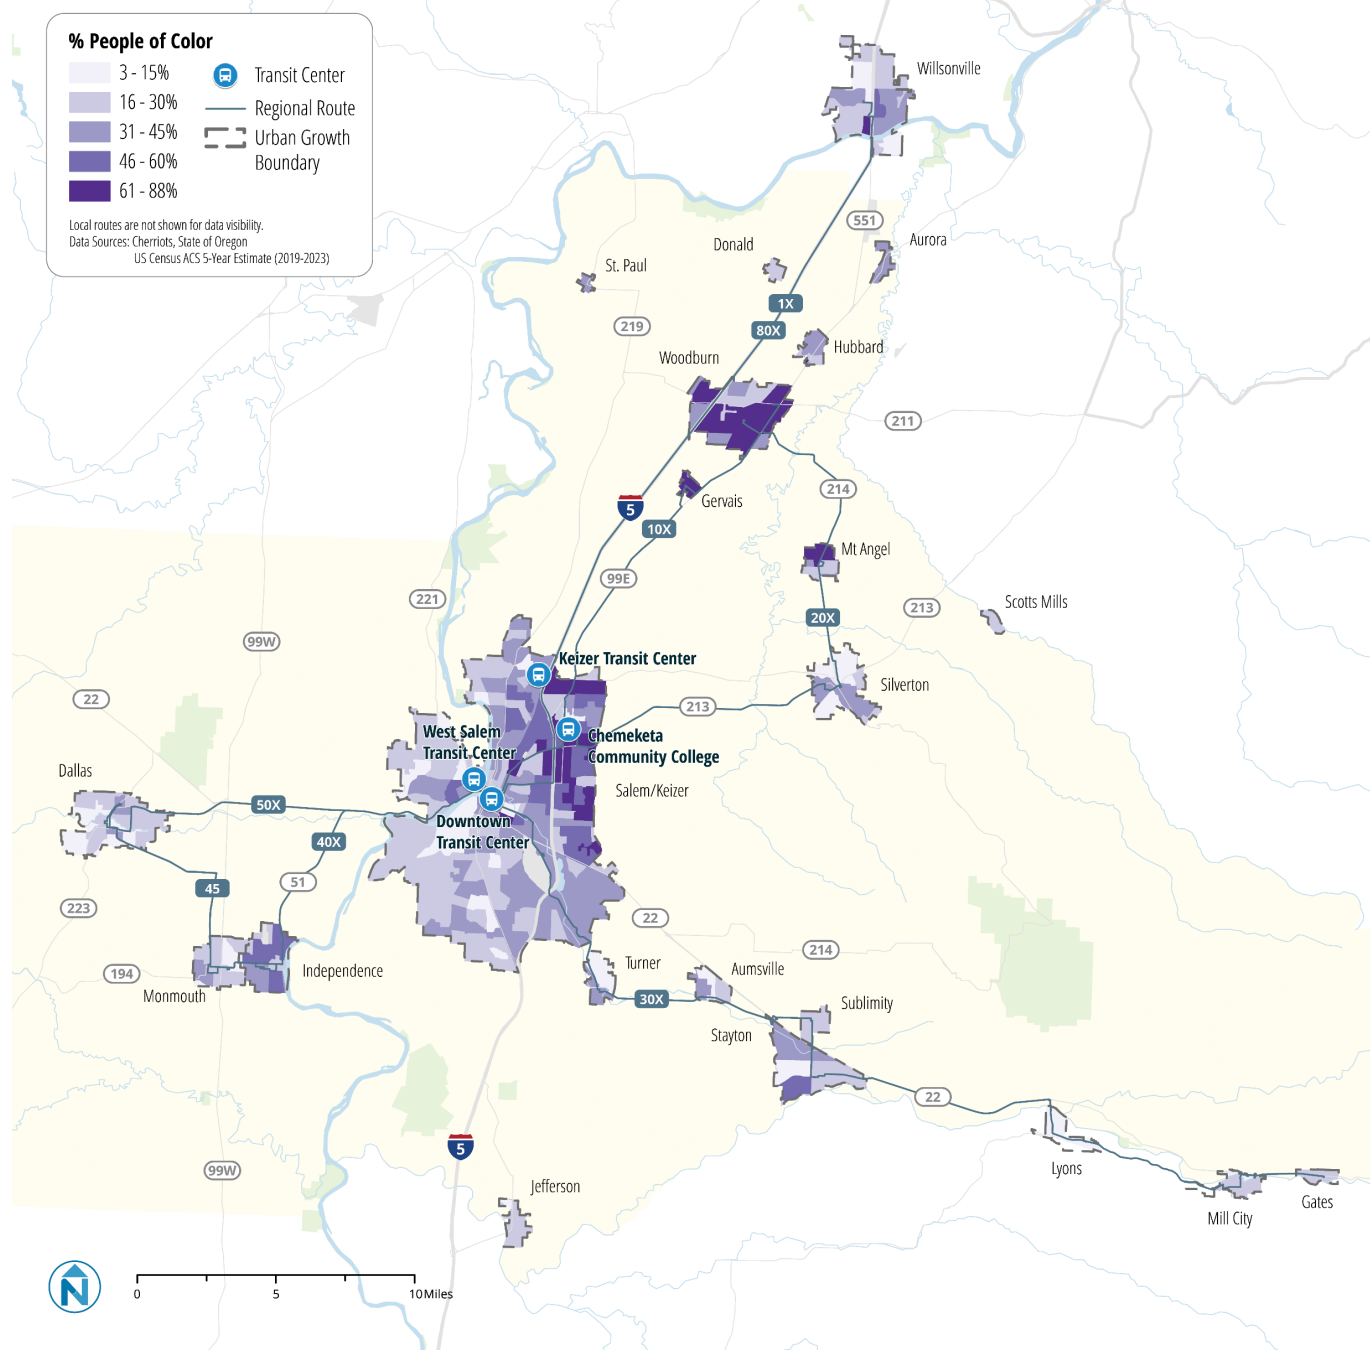 % People of Color
3 - 15%
16 - 30%
31 - 45%
46 - 60%
61 - 88%
Transit Center
Regional Route
Urban Growth
Boundary
Local routes are not shown for data visibility.
Data Sources: Cherriots, State of Oregon
US Census ACS 5-Year Estimate (2019-2023)
Willsonville
551
Aurora
Donald
St. Paul
1X
219
80X
Hubbard
Woodburn
211
214
Gervais
5
10X
Mt Angel
99E
221
Scotts Mills
213
20X
99W
Keizer Transit Center
Silverton
22
213
West Salem
Transit Center
Chemeketa
Community College
Dallas
Salem/Keizer
50X
Downtown
Transit Center
40X
51
45
223
22
214
Turner
Aumsville
Independence
194
Monmouth
30X
Sublimity
Stayton
22
5
Lyons
99W
Jefferson
Gates
Mill City
N
0
5
10 Miles